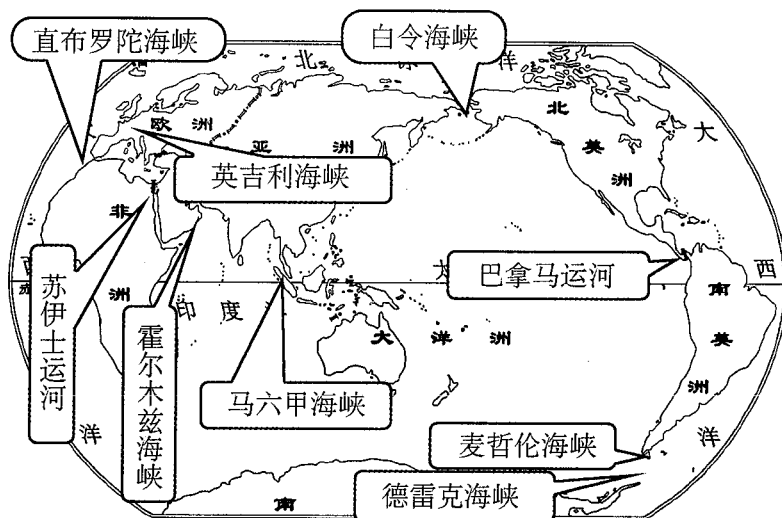 直布罗陀海峡
白令海峡
北
洋
欧 洲
亚 洲
北
美
洲
大
英吉利海峡
非
洲
苏伊士运河
霍尔木兹海峡
印 度
马六甲海峡
大 洋 洲
太
巴拿马运河
西
西
南
美
洲
洋
洋
麦哲伦海峡
德雷克海峡
南